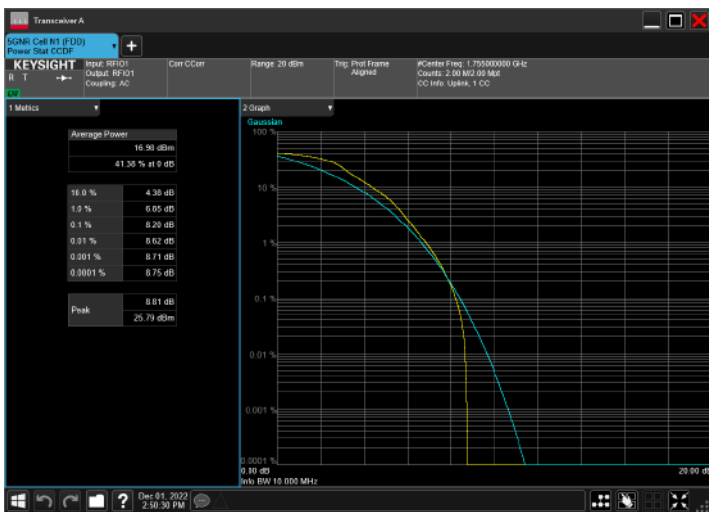 Transceiver A
5GNR Cell N1 (FDD)
Power Stat CCDF
KEYSIGHT
R T
Input: RFIO1
Output: RFIO1
Coupling: AC
Corr CCorr
Range: 20 dBm
Trig: Prot Frame
Aligned
#Center Freq: 1.755000000 GHz
Counts: 2.00 M/2.00 Mpt
CC Info: Uplink, 1 CC
1 Metrics
Average Power
16.98 dBm
41.38 % at 0 dB
10.0 % 4.38 dB
1.0 % 6.85 dB
0.1 % 8.20 dB
0.01 % 8.62 dB
0.001 % 8.71 dB
0.0001 % 8.75 dB
Peak 8.81 dB
25.79 dBm
2 Graph
Gaussian
100 %
10 %
1 %
0.1 %
0.01 %
0.001 %
0.0001 %
0.00 dB
20.00 dB
Info BW 10.000 MHz
Dec 01, 2022
2:50:30 PM